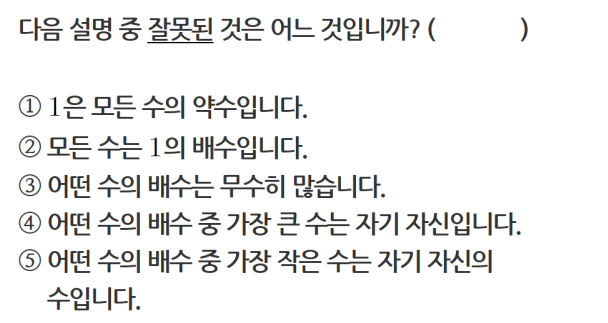 다음 설명 중 잘못된 것은 어느 것입니까? (          )
① 1은 모든 수의 약수입니다.
② 모든 수는 1의 배수입니다.
③ 어떤 수의 배수는 무수히 많습니다.
④ 어떤 수의 배수 중 가장 큰 수는 자기 자신입니다.
⑤ 어떤 수의 배수 중 가장 작은 수는 자기 자신의
수입니다.